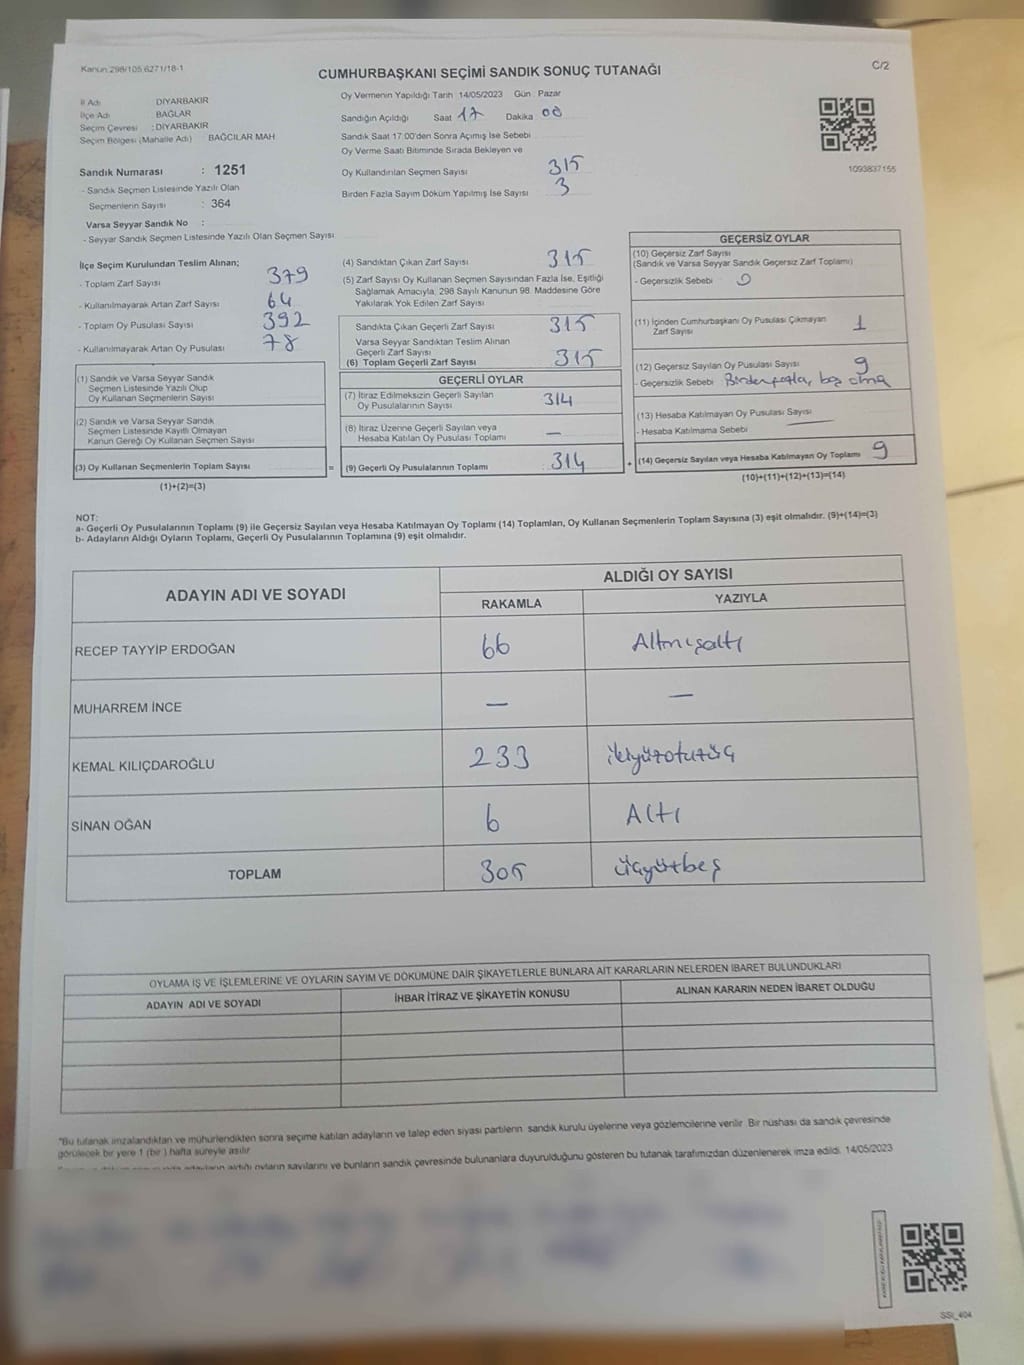 Kanun:298/105,6271/18-1
C/2
CUMHURBAŞKANI SEÇİMİ SANDIK SONUÇ TUTANAĞI
İl Adı DİYARBAKIR
İlçe Adı BAĞLAR
Seçim Çevresi : DİYARBAKIR
Seçim Bölgesi (Mahalle Adı) BAĞCILAR MAH
Oy Vermenin Yapıldığı Tarih :14/05/2023 Gün : Pazar
Sandığın Açıldığı Saat 17 Dakika 00
Sandık Saat 17:00'den Sonra Açımış İse Sebebi
Oy Verme Saati Bitiminde Sırada Bekleyen ve
Oy Kullandırılan Seçmen Sayısı 315
Birden Fazla Sayım Döküm Yapılmış İse Sayısı 3
1093837155
Sandık Numarası : 1251
- Sandık Seçmen Listesinde Yazılı Olan
Seçmenlerin Sayısı : 364
Varsa Seyyar Sandık No :
- Seyyar Sandık Seçmen Listesinde Yazılı Olan Seçmen Sayısı
İlçe Seçim Kurulundan Teslim Alınan;
- Toplam Zarf Sayısı 379
- Kullanılmayarak Artan Zarf Sayısı 64
- Toplam Oy Pusulası Sayısı 392
- Kullanılmayarak Artan Oy Pusulası 78
(1) Sandık ve Varsa Seyyar Sandık
Seçmen Listesinde Yazılı Olup
Oy Kullanan Seçmenlerin Sayısı
(2) Sandık ve Varsa Seyyar Sandık
Seçmen Listesinde Kayıtlı Olmayan
Kanun Gereği Oy Kullanan Seçmen Sayısı
(3) Oy Kullanan Seçmenlerin Toplam Sayısı
(1)+(2)=(3)
=
(4) Sandıktan Çıkan Zarf Sayısı 315
(5) Zarf Sayısı Oy Kullanan Seçmen Sayısından Fazla İse, Eşitliği
Sağlamak Amacıyla, 298 Sayılı Kanunun 98. Maddesine Göre
Yakılarak Yok Edilen Zarf Sayısı
Sandıkta Çıkan Geçerli Zarf Sayısı 315
Varsa Seyyar Sandıktan Teslim Alınan
Geçerli Zarf Sayısı
(6) Toplam Geçerli Zarf Sayısı 315
GEÇERLİ OYLAR
(7) İtiraz Edilmeksizin Geçerli Sayılan
Oy Pusulalarının Sayısı 314
(8) İtiraz Üzerine Geçerli Sayılan veya
Hesaba Katılan Oy Pusulası Toplamı —
(9) Geçerli Oy Pusulalarının Toplamı : 314
+
GEÇERSİZ OYLAR
(10) Geçersiz Zarf Sayısı
(Sandık ve Varsa Seyyar Sandık Geçersiz Zarf Toplamı)
- Geçersizlik Sebebi
(11) İçinden Cumhurbaşkanı Oy Pusulası Çıkmayan
Zarf Sayısı 1
(12) Geçersiz Sayılan Oy Pusulası Sayısı 9
- Geçersizlik Sebebi Birden fazla, boş olma
(13) Hesaba Katılmayan Oy Pusulası Sayısı —
- Hesaba Katılmama Sebebi
(14) Geçersiz Sayılan veya Hesaba Katılmayan Oy Toplamı 9
(10)+(11)+(12)+(13)=(14)
NOT:
a- Geçerli Oy Pusulalarının Toplamı (9) ile Geçersiz Sayılan veya Hesaba Katılmayan Oy Toplamı (14) Toplamları, Oy Kullanan Seçmenlerin Toplam Sayısına (3) eşit olmalıdır. (9)+(14)=(3)
b- Adayların Aldığı Oyların Toplamı, Geçerli Oy Pusulalarının Toplamına (9) eşit olmalıdır.
ADAYIN ADI VE SOYADI
ALDIĞI OY SAYISI
RAKAMLA YAZIYLA
RECEP TAYYİP ERDOĞAN 66 Altmışaltı
MUHARREM İNCE — —
KEMAL KILIÇDAROĞLU 233 ikiyüzotuzüç
SİNAN OĞAN 6 Altı
TOPLAM 305 üçyüzbeş
OYLAMA İŞ VE İŞLEMLERİNE VE OYLARIN SAYIM VE DÖKÜMÜNE DAİR ŞİKAYETLERLE BUNLARA AİT KARARLARIN NELERDEN İBARET BULUNDUKLARI
ADAYIN ADI VE SOYADI İHBAR İTİRAZ VE ŞİKAYETİN KONUSU ALINAN KARARIN NEDEN İBARET OLDUĞU
*Bu tutanak imzalandıktan ve mühürlendikten sonra seçime katılan adayların ve talep eden siyasi partilerin sandık kurulu üyelerine veya gözlemcilerine verilir. Bir nüshası da sandık çevresinde
görülecek bir yere 1 (bir ) hafta süreyle asılır
adayların aldığı oyların sayılarını ve bunların sandık çevresinde bulunanlara duyurulduğunu gösteren bu tutanak tarafımızdan düzenlenerek imza edildi. 14/05/2023
SSI_404